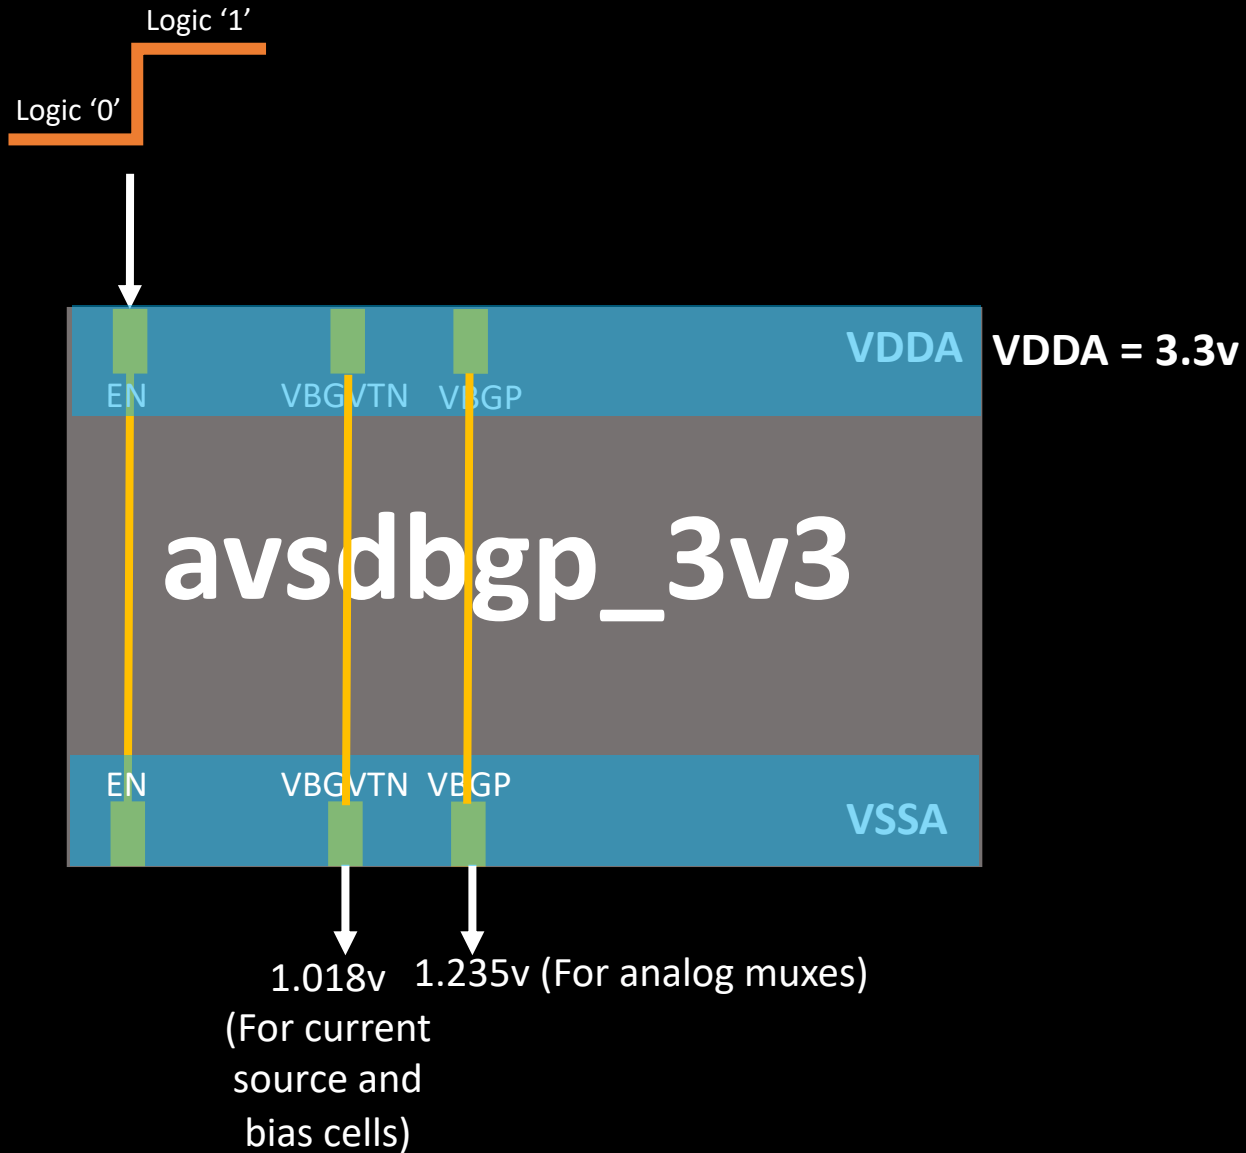 Logic ‘1’
Logic ‘0’
VDDA
VDDA = 3.3v
EN
VBGVTN
VBGP
avsdbgp_3v3
EN
VBGVTN
VBGP
VSSA
1.018v
1.235v (For analog muxes)
(For current
source and
bias cells)